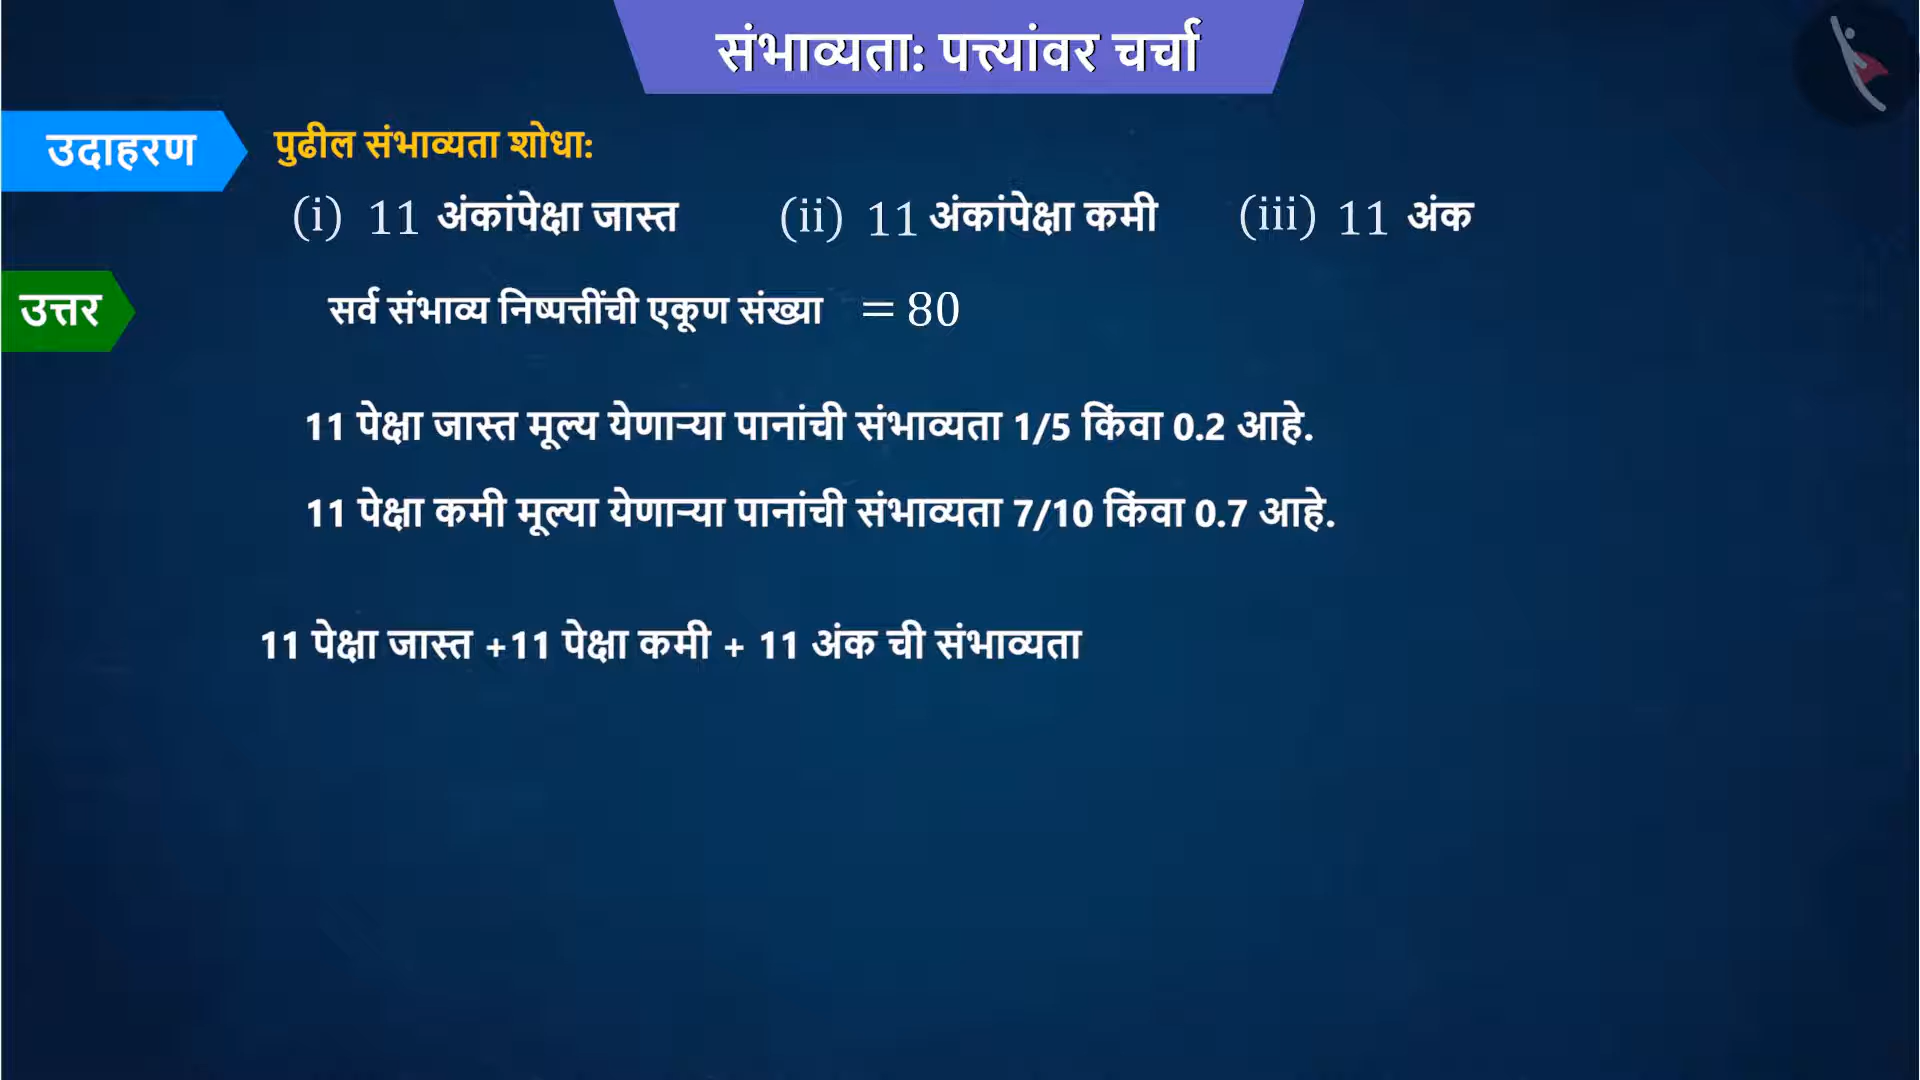 संभाव्यता: पत्त्यांवर चर्चा
उदाहरण
पुढील संभाव्यता शोधा:
(i) 11 अंकांपेक्षा जास्त (ii) 11 अंकांपेक्षा कमी (iii) 11 अंक
उत्तर
सर्व संभाव्य निष्पत्तींची एकूण संख्या = 80
11 पेक्षा जास्त मूल्य येणाऱ्या पानांची संभाव्यता 1/5 किंवा 0.2 आहे.
11 पेक्षा कमी मूल्या येणाऱ्या पानांची संभाव्यता 7/10 किंवा 0.7 आहे.
11 पेक्षा जास्त +11 पेक्षा कमी + 11 अंक ची संभाव्यता